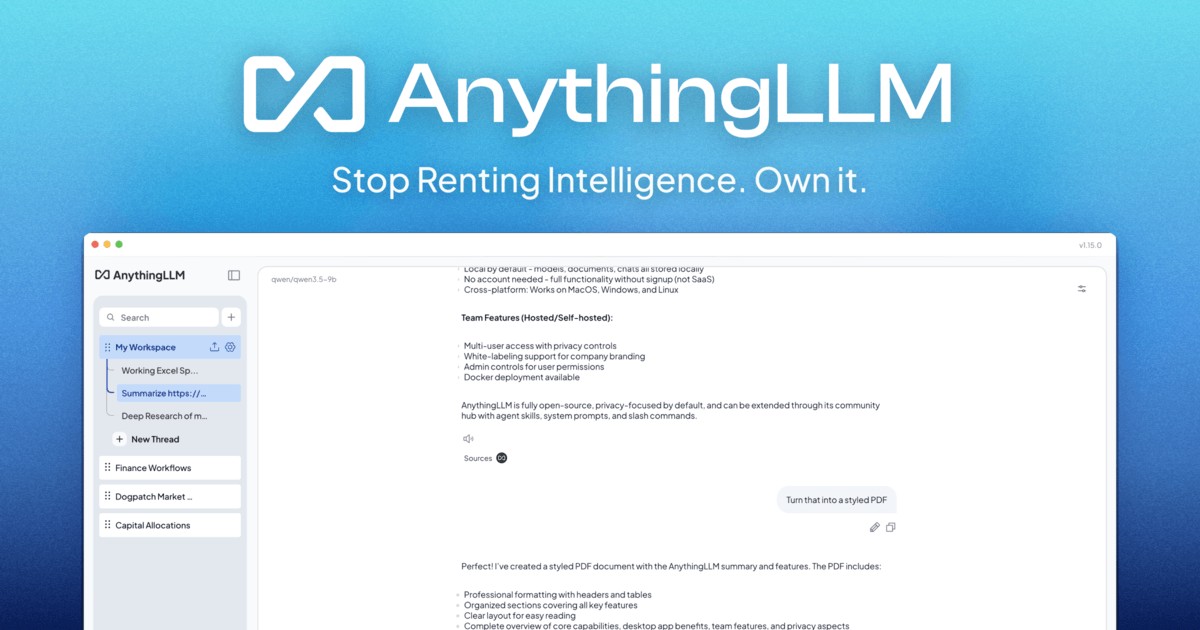 AnythingLLM
Stop Renting Intelligence. Own it.
v1.15.0
AnythingLLM
Search
My Workspace
Working Excel Sp...
Summarize https://...
Deep Research of m...
New Thread
Finance Workflows
Dogpatch Market ...
Capital Allocations
qwen/qwen3.5-9b
Local by default - models, documents, chats all stored locally
No account needed - full functionality without signup (not SaaS)
Cross-platform: Works on MacOS, Windows, and Linux
Team Features (Hosted/Self-hosted):
Multi-user access with privacy controls
White-labeling support for company branding
Admin controls for user permissions
Docker deployment available
AnythingLLM is fully open-source, privacy-focused by default, and can be extended through its community
hub with agent skills, system prompts, and slash commands.
Sources
Turn that into a styled PDF
Perfect! I've created a styled PDF document with the AnythingLLM summary and features. The PDF includes:
Professional formatting with headers and tables
Organized sections covering all key features
Clear layout for easy reading
Complete overview of core capabilities, desktop app benefits, team features, and privacy aspects